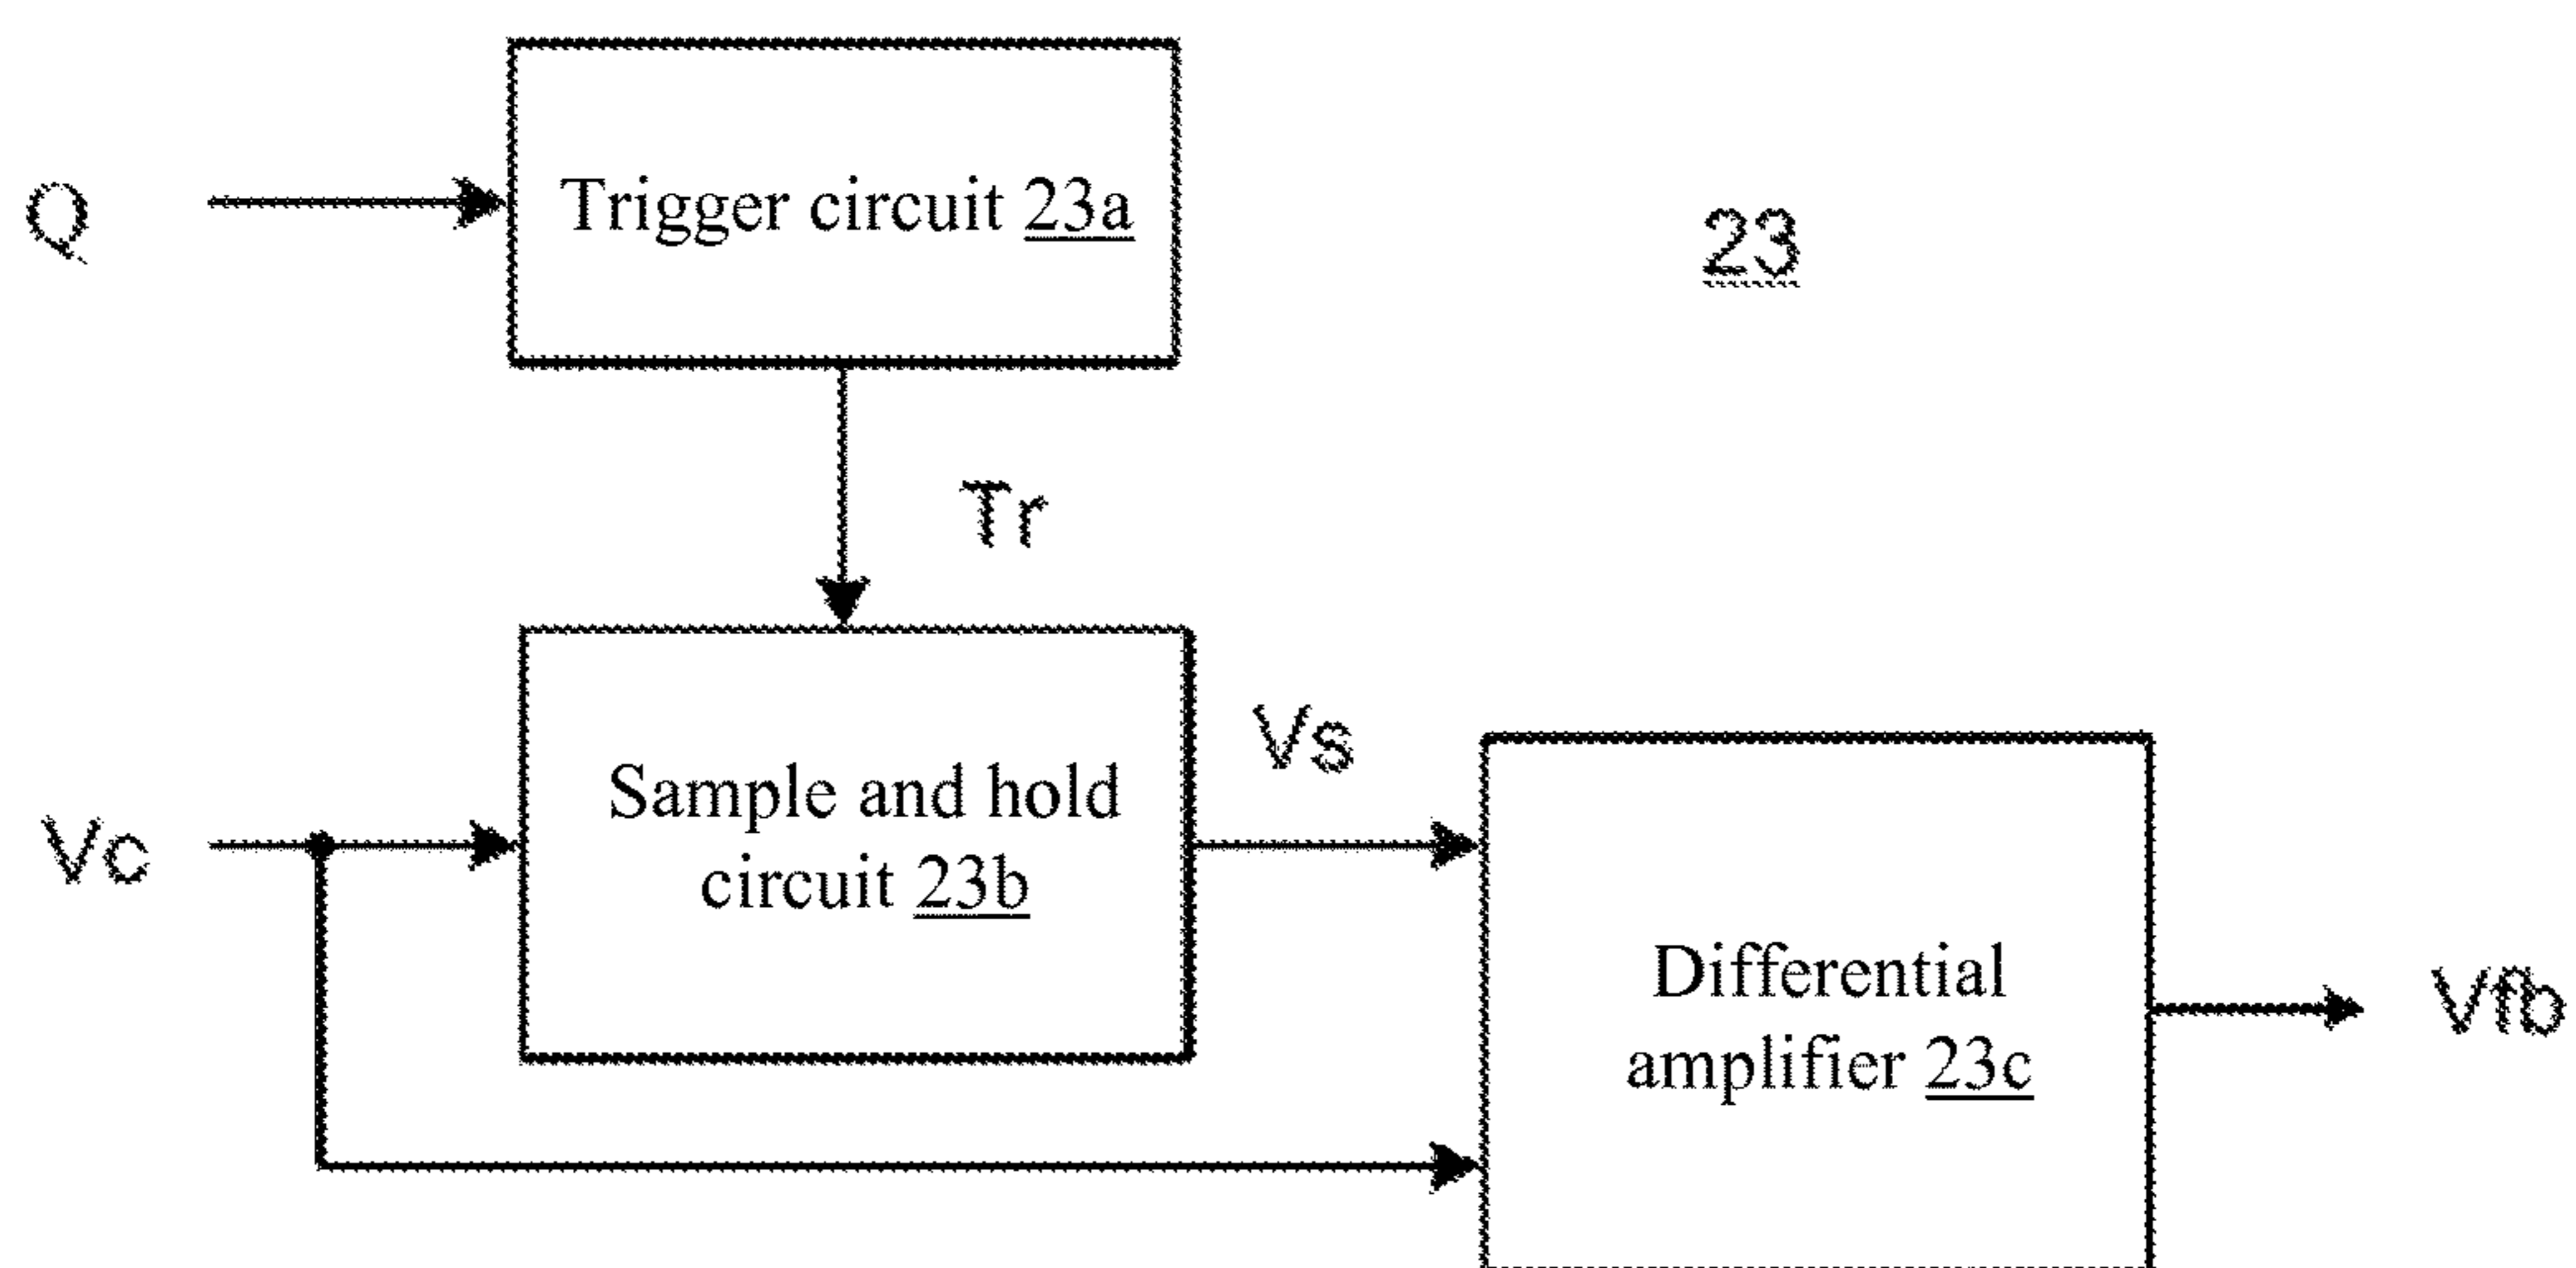 Q
Trigger circuit 23a
23
Tr
Vc
Sample and hold
circuit 23b
Vs
Differential
amplifier 23c
Vfb